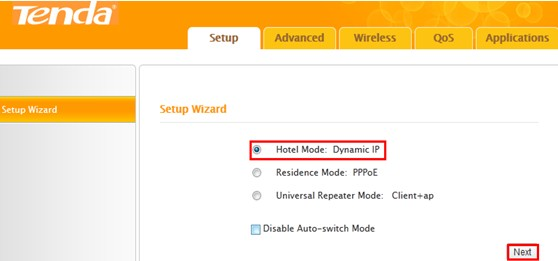 Tenda
Setup Advanced Wireless QoS Applications
Setup Wizard
Setup Wizard
Hotel Mode: Dynamic IP
Residence Mode: PPPoE
Universal Repeater Mode: Client+ap
Disable Auto-switch Mode
Next